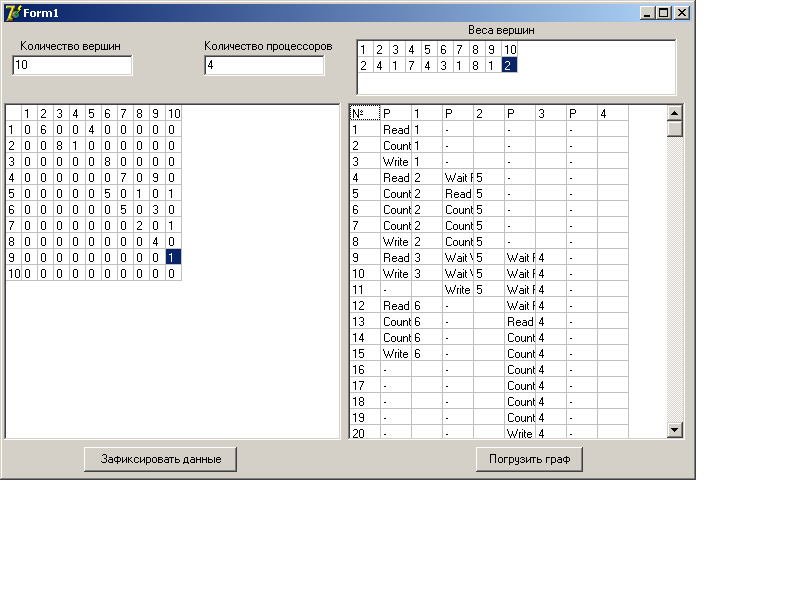 Form1
Количество вершин
Количество процессоров
Веса вершин
10
4
1 2 3 4 5 6 7 8 9 10
2 4 1 7 4 3 1 8 1 2
1 2 3 4 5 6 7 8 9 10
1 0 6 0 0 4 0 0 0 0 0
2 0 0 8 1 0 0 0 0 0 0
3 0 0 0 0 0 8 0 0 0 0
4 0 0 0 0 0 0 7 0 9 0
5 0 0 0 0 0 5 0 1 0 1
6 0 0 0 0 0 0 5 0 3 0
7 0 0 0 0 0 0 0 2 0 1
8 0 0 0 0 0 0 0 0 4 0
9 0 0 0 0 0 0 0 0 0 1
10 0 0 0 0 0 0 0 0 0 0
№ P 1 P 2 P 3 P 4
1 Read 1 - - -
2 Count 1 - - -
3 Write 1 - - -
4 Read 2 Wait F 5 - -
5 Count 2 Read 5 - -
6 Count 2 Count 5 - -
7 Count 2 Count 5 - -
8 Write 2 Count 5 - -
9 Read 3 Wait V 5 Wait F 4 -
10 Write 3 Wait V 5 Wait F 4 -
11 - Write 5 Wait F 4 -
12 Read 6 - Wait F 4 -
13 Count 6 - Read 4 -
14 Count 6 - Count 4 -
15 Write 6 - Count 4 -
16 - - Count 4 -
17 - - Count 4 -
18 - - Count 4 -
19 - - Count 4 -
20 - - Write 4 -
Зафиксировать данные
Погрузить граф